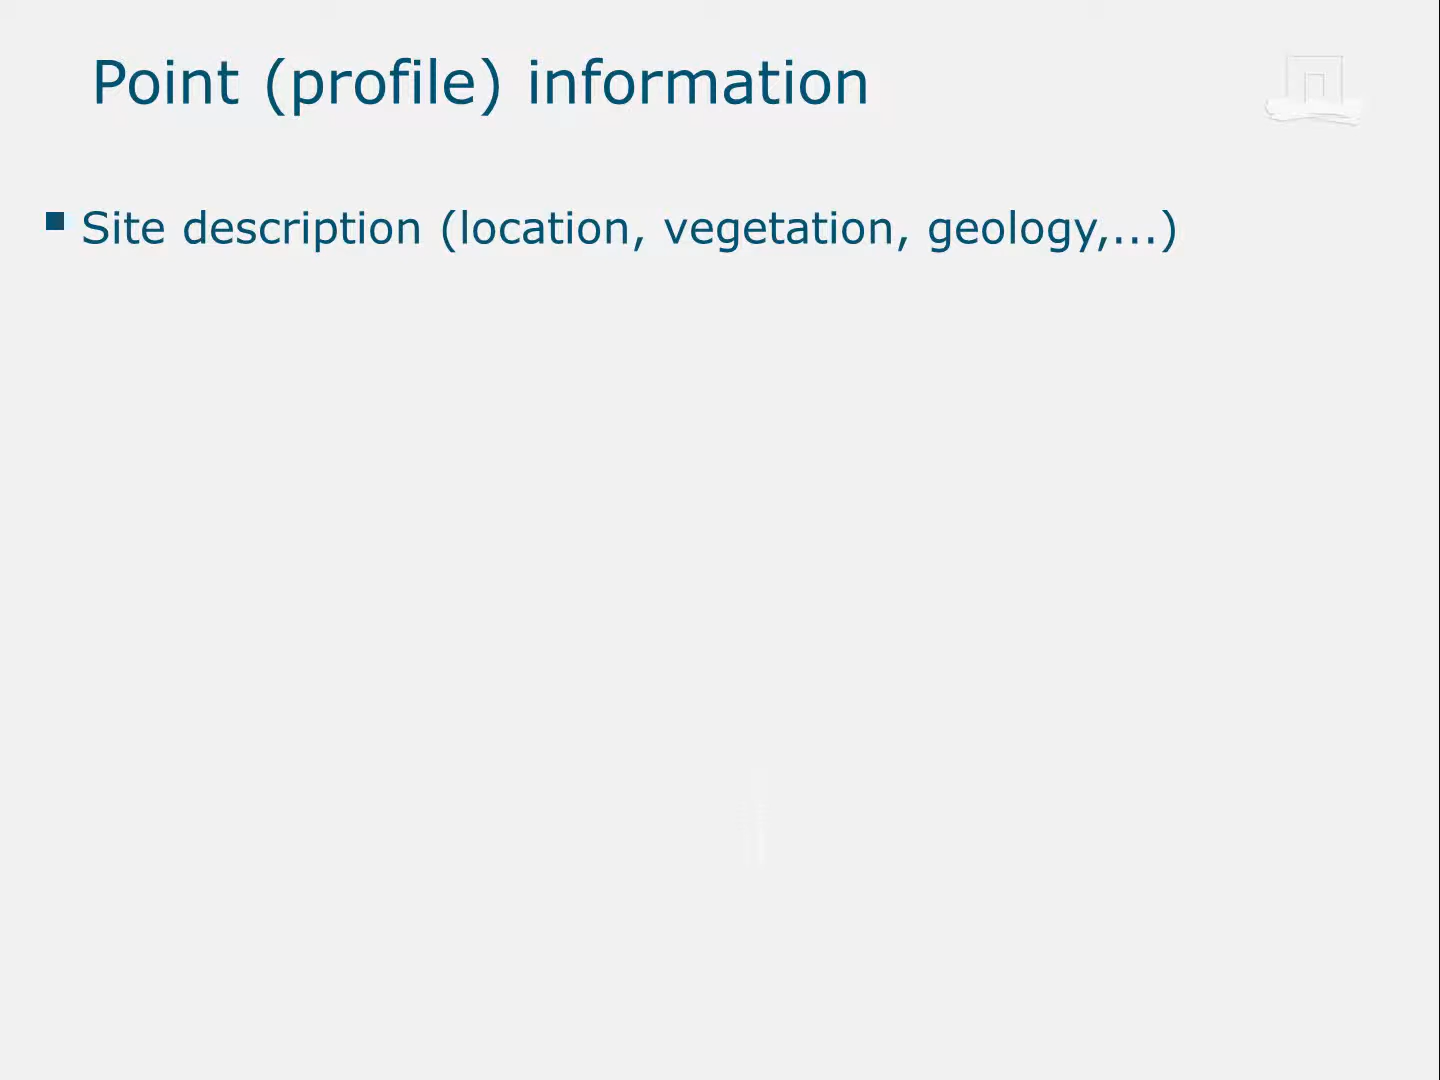 Point (profile) information
Site description (location, vegetation, geology,...)